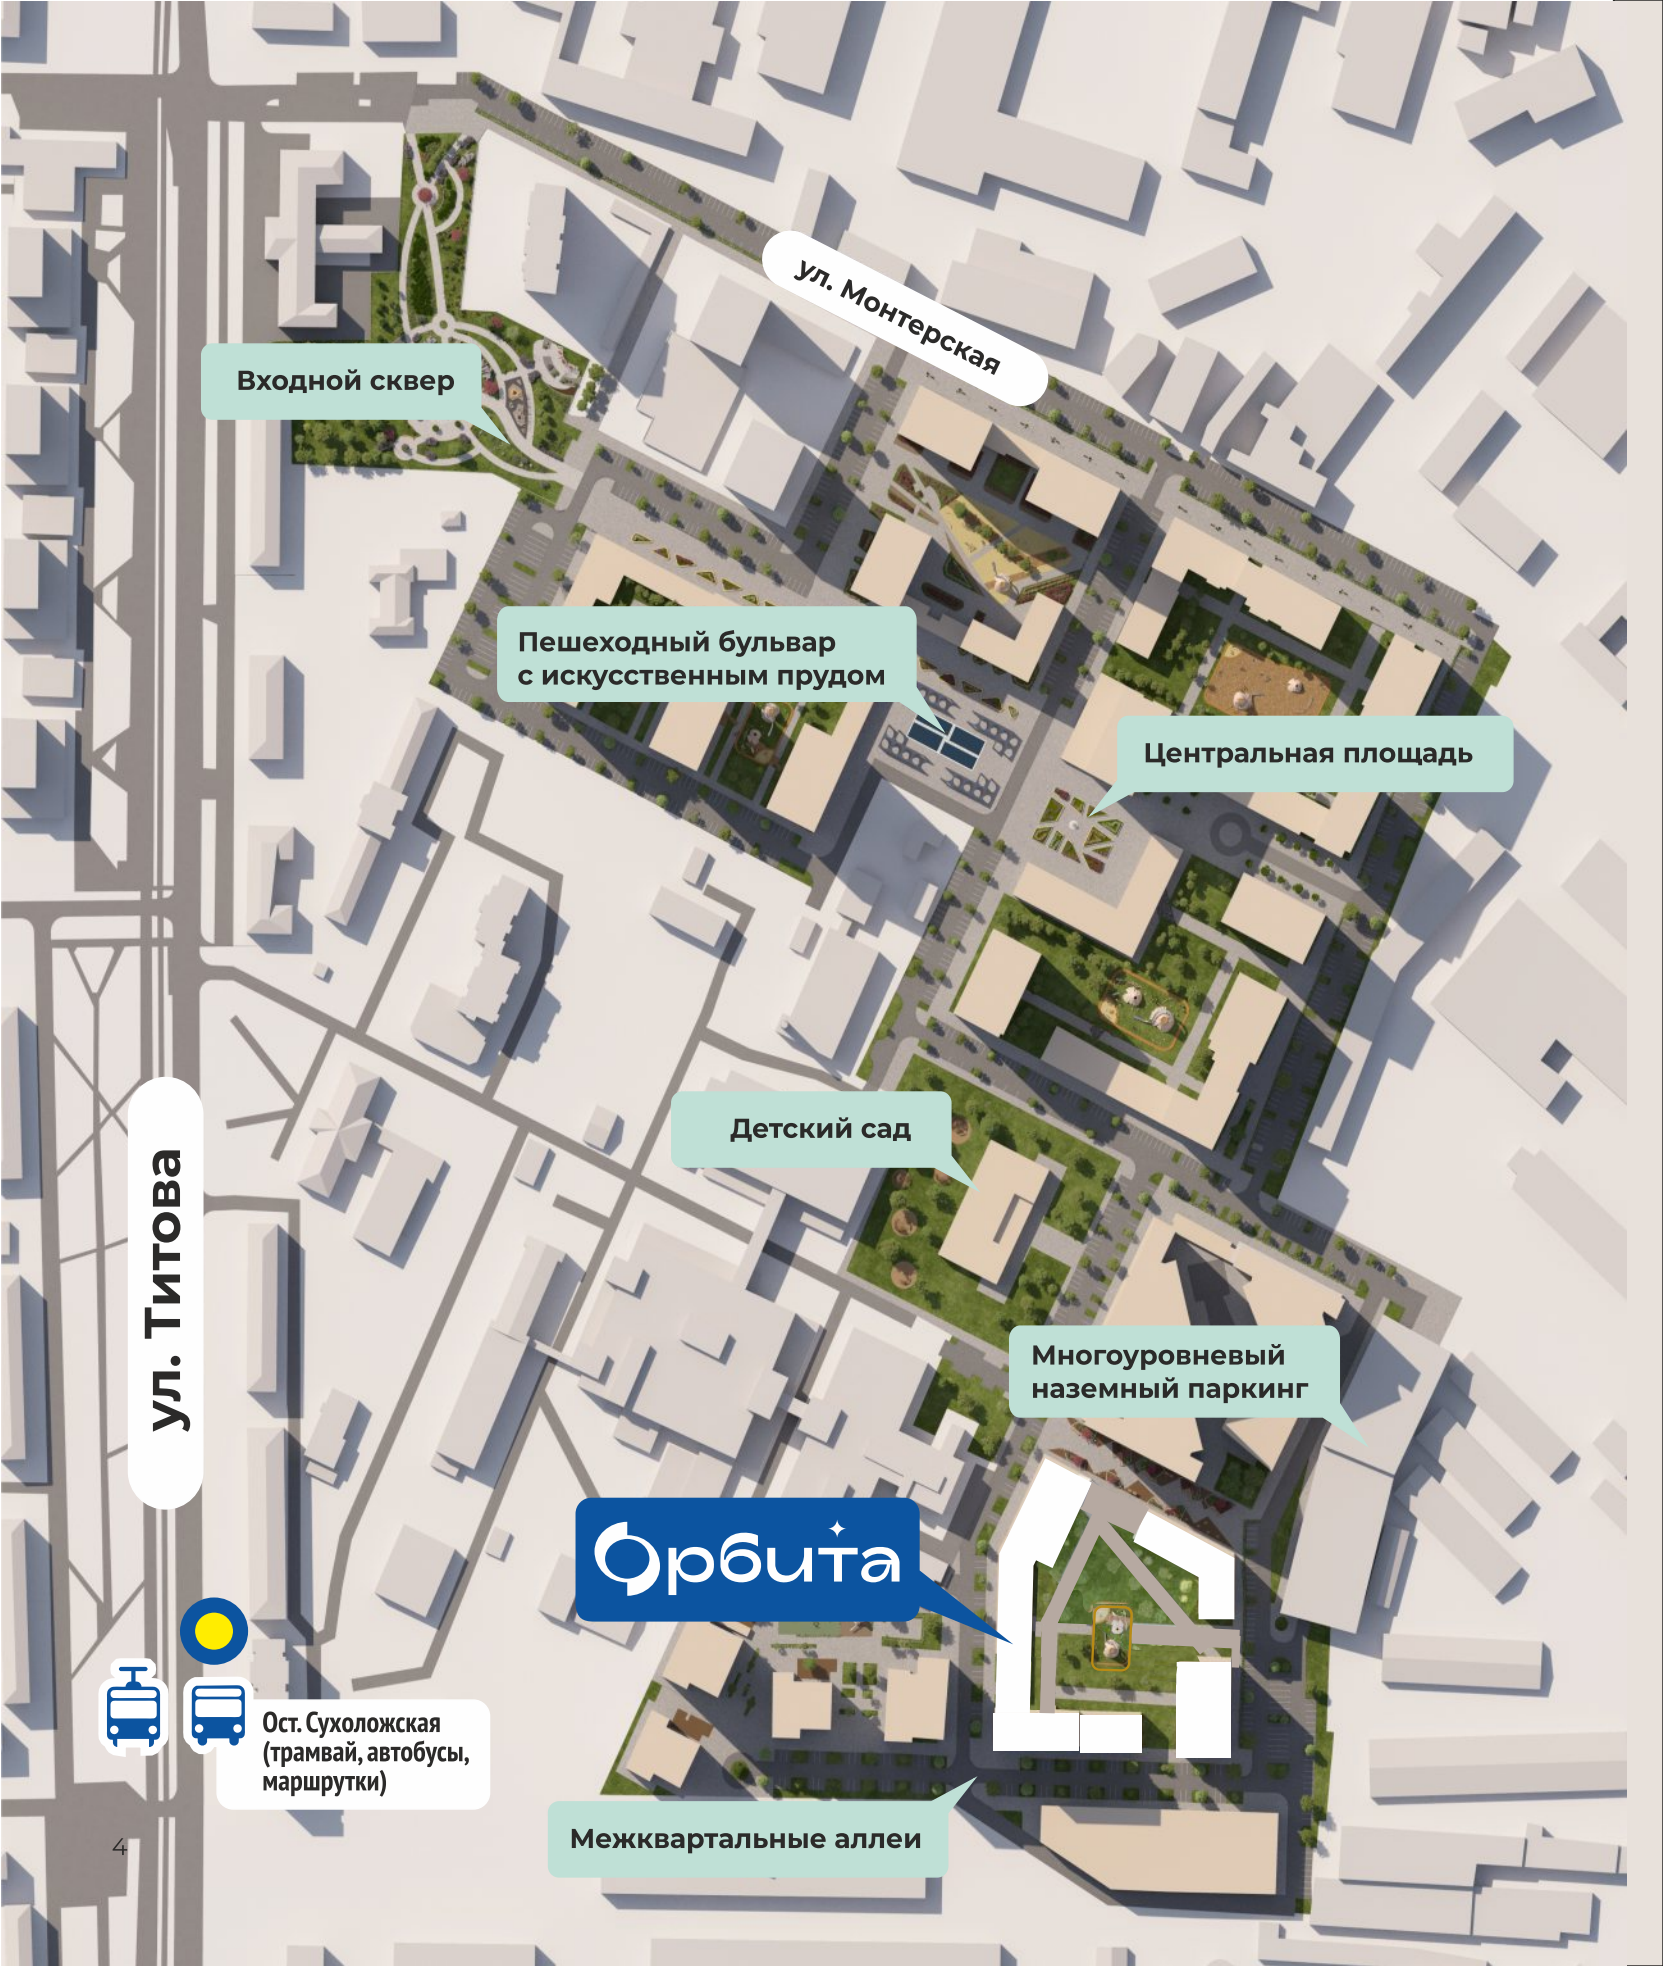 ул. Монтерская
Входной сквер
Пешеходный бульвар
с искусственным прудом
Центральная площадь
Детский сад
ул. Титова
Многоуровневый
наземный паркинг
Орбита
Ост. Сухоложская
(трамвай, автобусы,
маршрутки)
Межквартальные аллеи
4